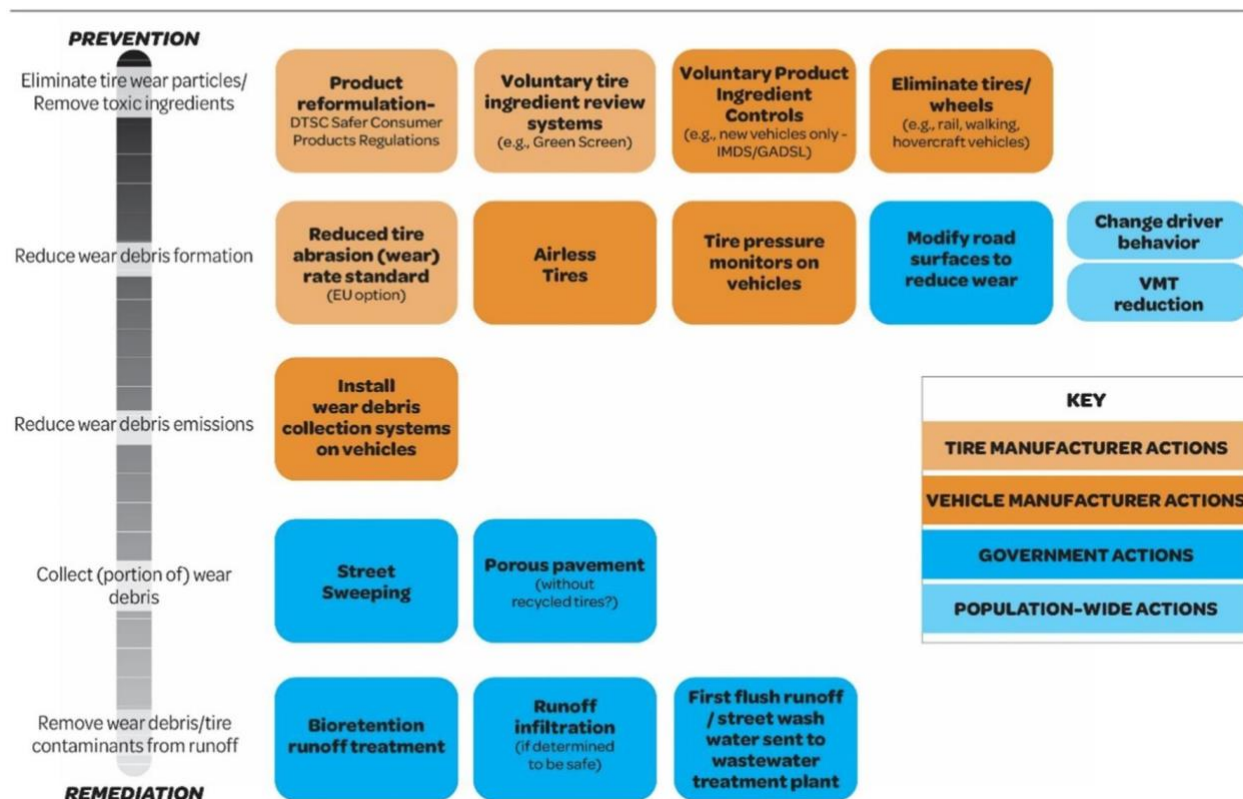 PREVENTION
Eliminate tire wear particles/
Remove toxic ingredients
Product
reformulation–
DTSC Safer Consumer
Products Regulations
Voluntary tire
ingredient review
systems
(e.g., Green Screen)
Voluntary Product
Ingredient
Controls
(e.g., new vehicles only -
IMDS/GADSL)
Eliminate tires/
wheels
(e.g., rail, walking,
hovercraft vehicles)
Reduce wear debris formation
Reduced tire
abrasion (wear)
rate standard
(EU option)
Airless
Tires
Tire pressure
monitors on
vehicles
Modify road
surfaces to
reduce wear
Change driver
behavior
VMT
reduction
Reduce wear debris emissions
Install
wear debris
collection systems
on vehicles
KEY
TIRE MANUFACTURER ACTIONS
VEHICLE MANUFACTURER ACTIONS
GOVERNMENT ACTIONS
POPULATION-WIDE ACTIONS
Collect (portion of) wear
debris
Street
Sweeping
Porous pavement
(without
recycled tires?)
Remove wear debris/tire
contaminants from runoff
Bioretention
runoff treatment
Runoff
infiltration
(if determined
to be safe)
First flush runoff
/ street wash
water sent to
wastewater
treatment plant
REMEDIATION